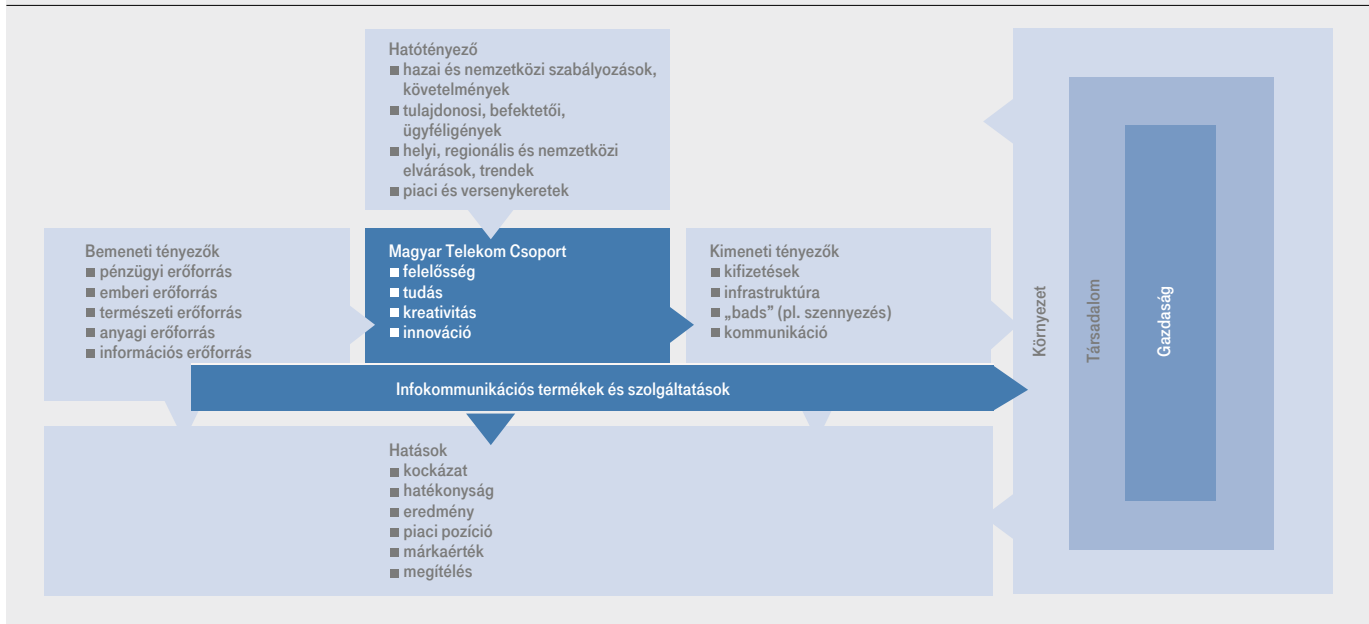 Hatótényező
■ hazai és nemzetközi szabályozások,
követelmények
■ tulajdonosi, befektetői,
ügyféligények
■ helyi, regionális és nemzetközi
elvárások, trendek
■ piaci és versenykeretek
Bemeneti tényezők
■ pénzügyi erőforrás
■ emberi erőforrás
■ természeti erőforrás
■ anyagi erőforrás
■ információs erőforrás
Magyar Telekom Csoport
■ felelősség
■ tudás
■ kreativitás
■ innováció
Kimeneti tényezők
■ kifizetések
■ infrastruktúra
■ „bads” (pl. szennyezés)
■ kommunikáció
Infokommunikációs termékek és szolgáltatások
Hatások
■ kockázat
■ hatékonyság
■ eredmény
■ piaci pozíció
■ márkaérték
■ megítélés
Környezet
Társadalom
Gazdaság